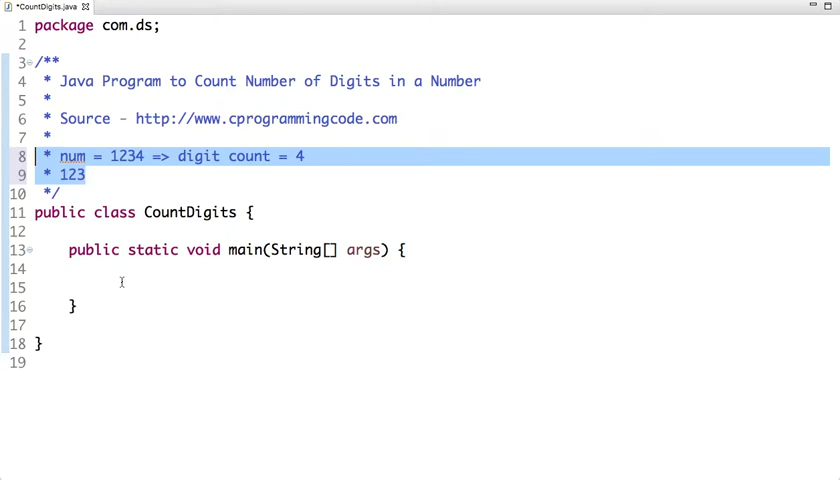 *CountDigits.java
1 package com.ds;
2
3 /**
4 * Java Program to Count Number of Digits in a Number
5 *
6 * Source - http://www.cprogrammingcode.com
7 *
8 * num = 1234 => digit count = 4
9 * 123
10 */
11 public class CountDigits {
12
13 public static void main(String[] args) {
14
15
16 }
17
18 }
19